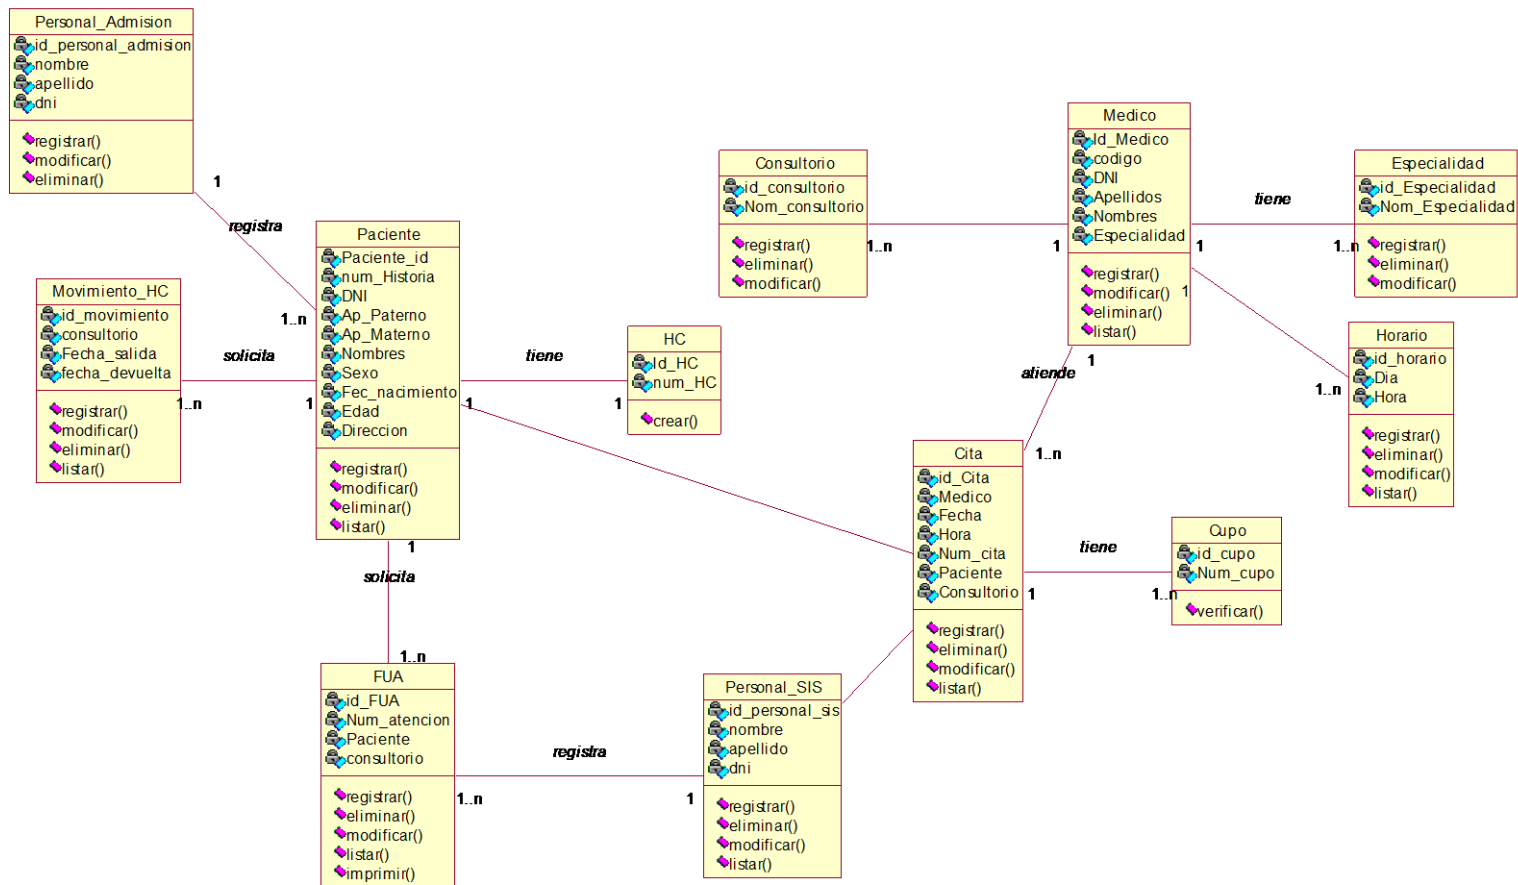 Personal_Admision
id_personal_admision
nombre
apellido
dni
registrar()
modificar()
eliminar()
1
registra
1..n
Paciente
Paciente_id
num_Historia
DNI
Ap_Paterno
Ap_Materno
Nombres
Sexo
Fec_nacimiento
Edad
Direccion
registrar()
modificar()
eliminar()
listar()
Movimiento_HC
id_movimiento
consultorio
Fecha_salida
fecha_devuelta
registrar()
modificar()
eliminar()
listar()
solicita
1..n
1
tiene
1
1
HC
Id_HC
num_HC
crear()
Consultorio
id_consultorio
Nom_consultorio
registrar()
eliminar()
modificar()
1..n
1
Medico
Id_Medico
codigo
DNI
Apellidos
Nombres
Especialidad
registrar()
modificar()
eliminar()
listar()
tiene
1
1..n
Especialidad
id_Especialidad
Nom_Especialidad
registrar()
eliminar()
modificar()
1
1..n
Horario
id_horario
Dia
Hora
registrar()
eliminar()
modificar()
listar()
1
atiende
1..n
Cita
id_Cita
Medico
Fecha
Hora
Num_cita
Paciente
Consultorio
registrar()
eliminar()
modificar()
listar()
tiene
1
1..n
Cupo
id_cupo
Num_cupo
verificar()
1
solicita
1..n
FUA
id_FUA
Num_atencion
Paciente
consultorio
registrar()
eliminar()
modificar()
listar()
imprimir()
registra
1..n
1
Personal_SIS
id_personal_sis
nombre
apellido
dni
registrar()
eliminar()
modificar()
listar()